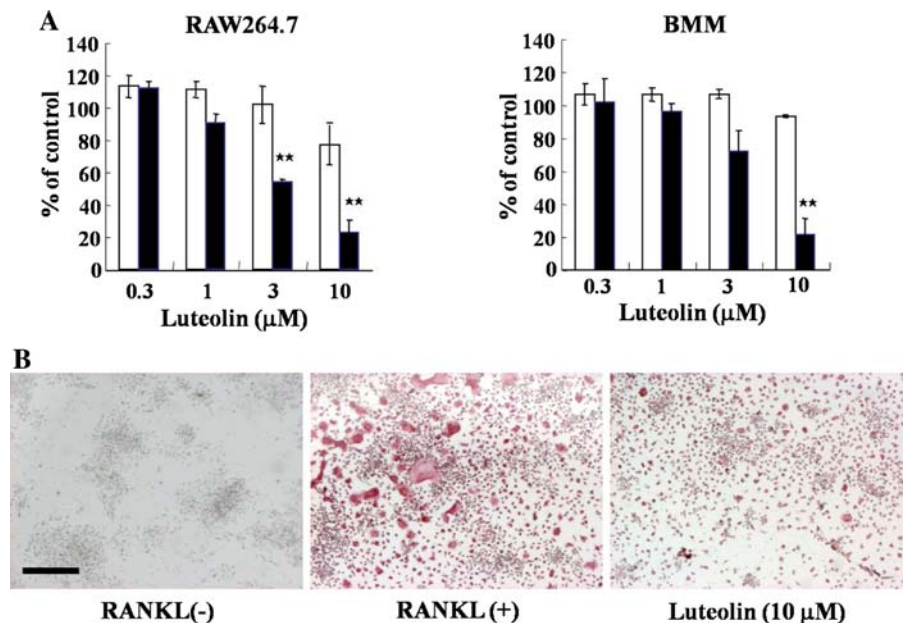 A
RAW264.7
BMM
% of control
140
120
100
80
60
40
20
0
★★
★★
0.3 1 3 10
Luteolin (μM)
% of control
140
120
100
80
60
40
20
0
★★
0.3 1 3 10
Luteolin (μM)
B
RANKL(-) RANKL (+) Luteolin (10 μM)